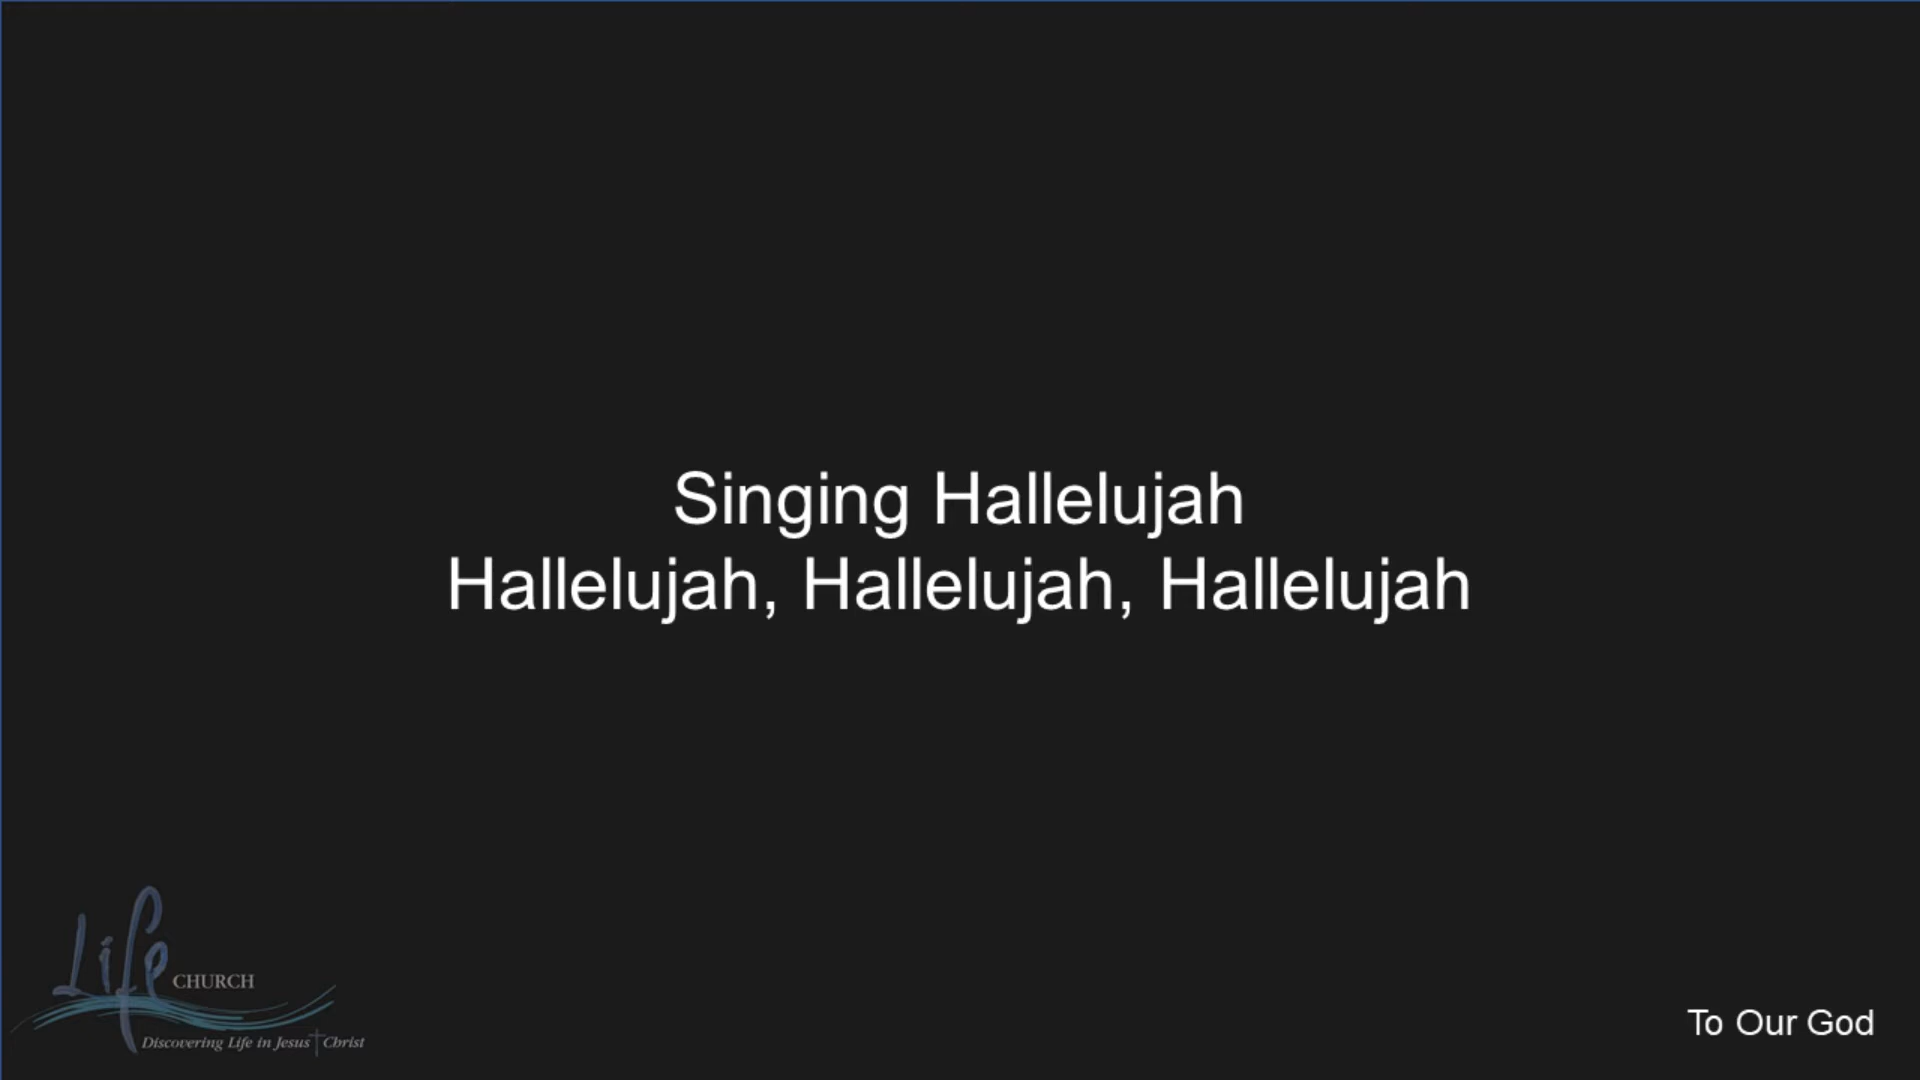 Singing Hallelujah
Hallelujah, Hallelujah, Hallelujah
Life CHURCH
Discovering Life in Jesus Christ
To Our God